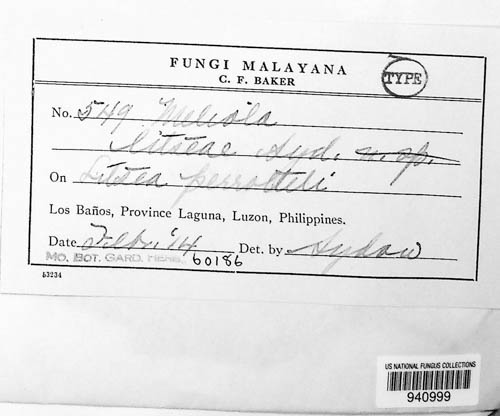 FUNGI MALAYANA
C. F. BAKER
TYPE
No. 549 Meliola
litseae Syd. n. sp.
On Litsea perrotteti
Los Baños, Province Laguna, Luzon, Philippines.
Date Feb., '14 Det. by Sydow
MO. BOT. GARD. HERB. 60186
53234
US NATIONAL FUNGUS COLLECTIONS
940999